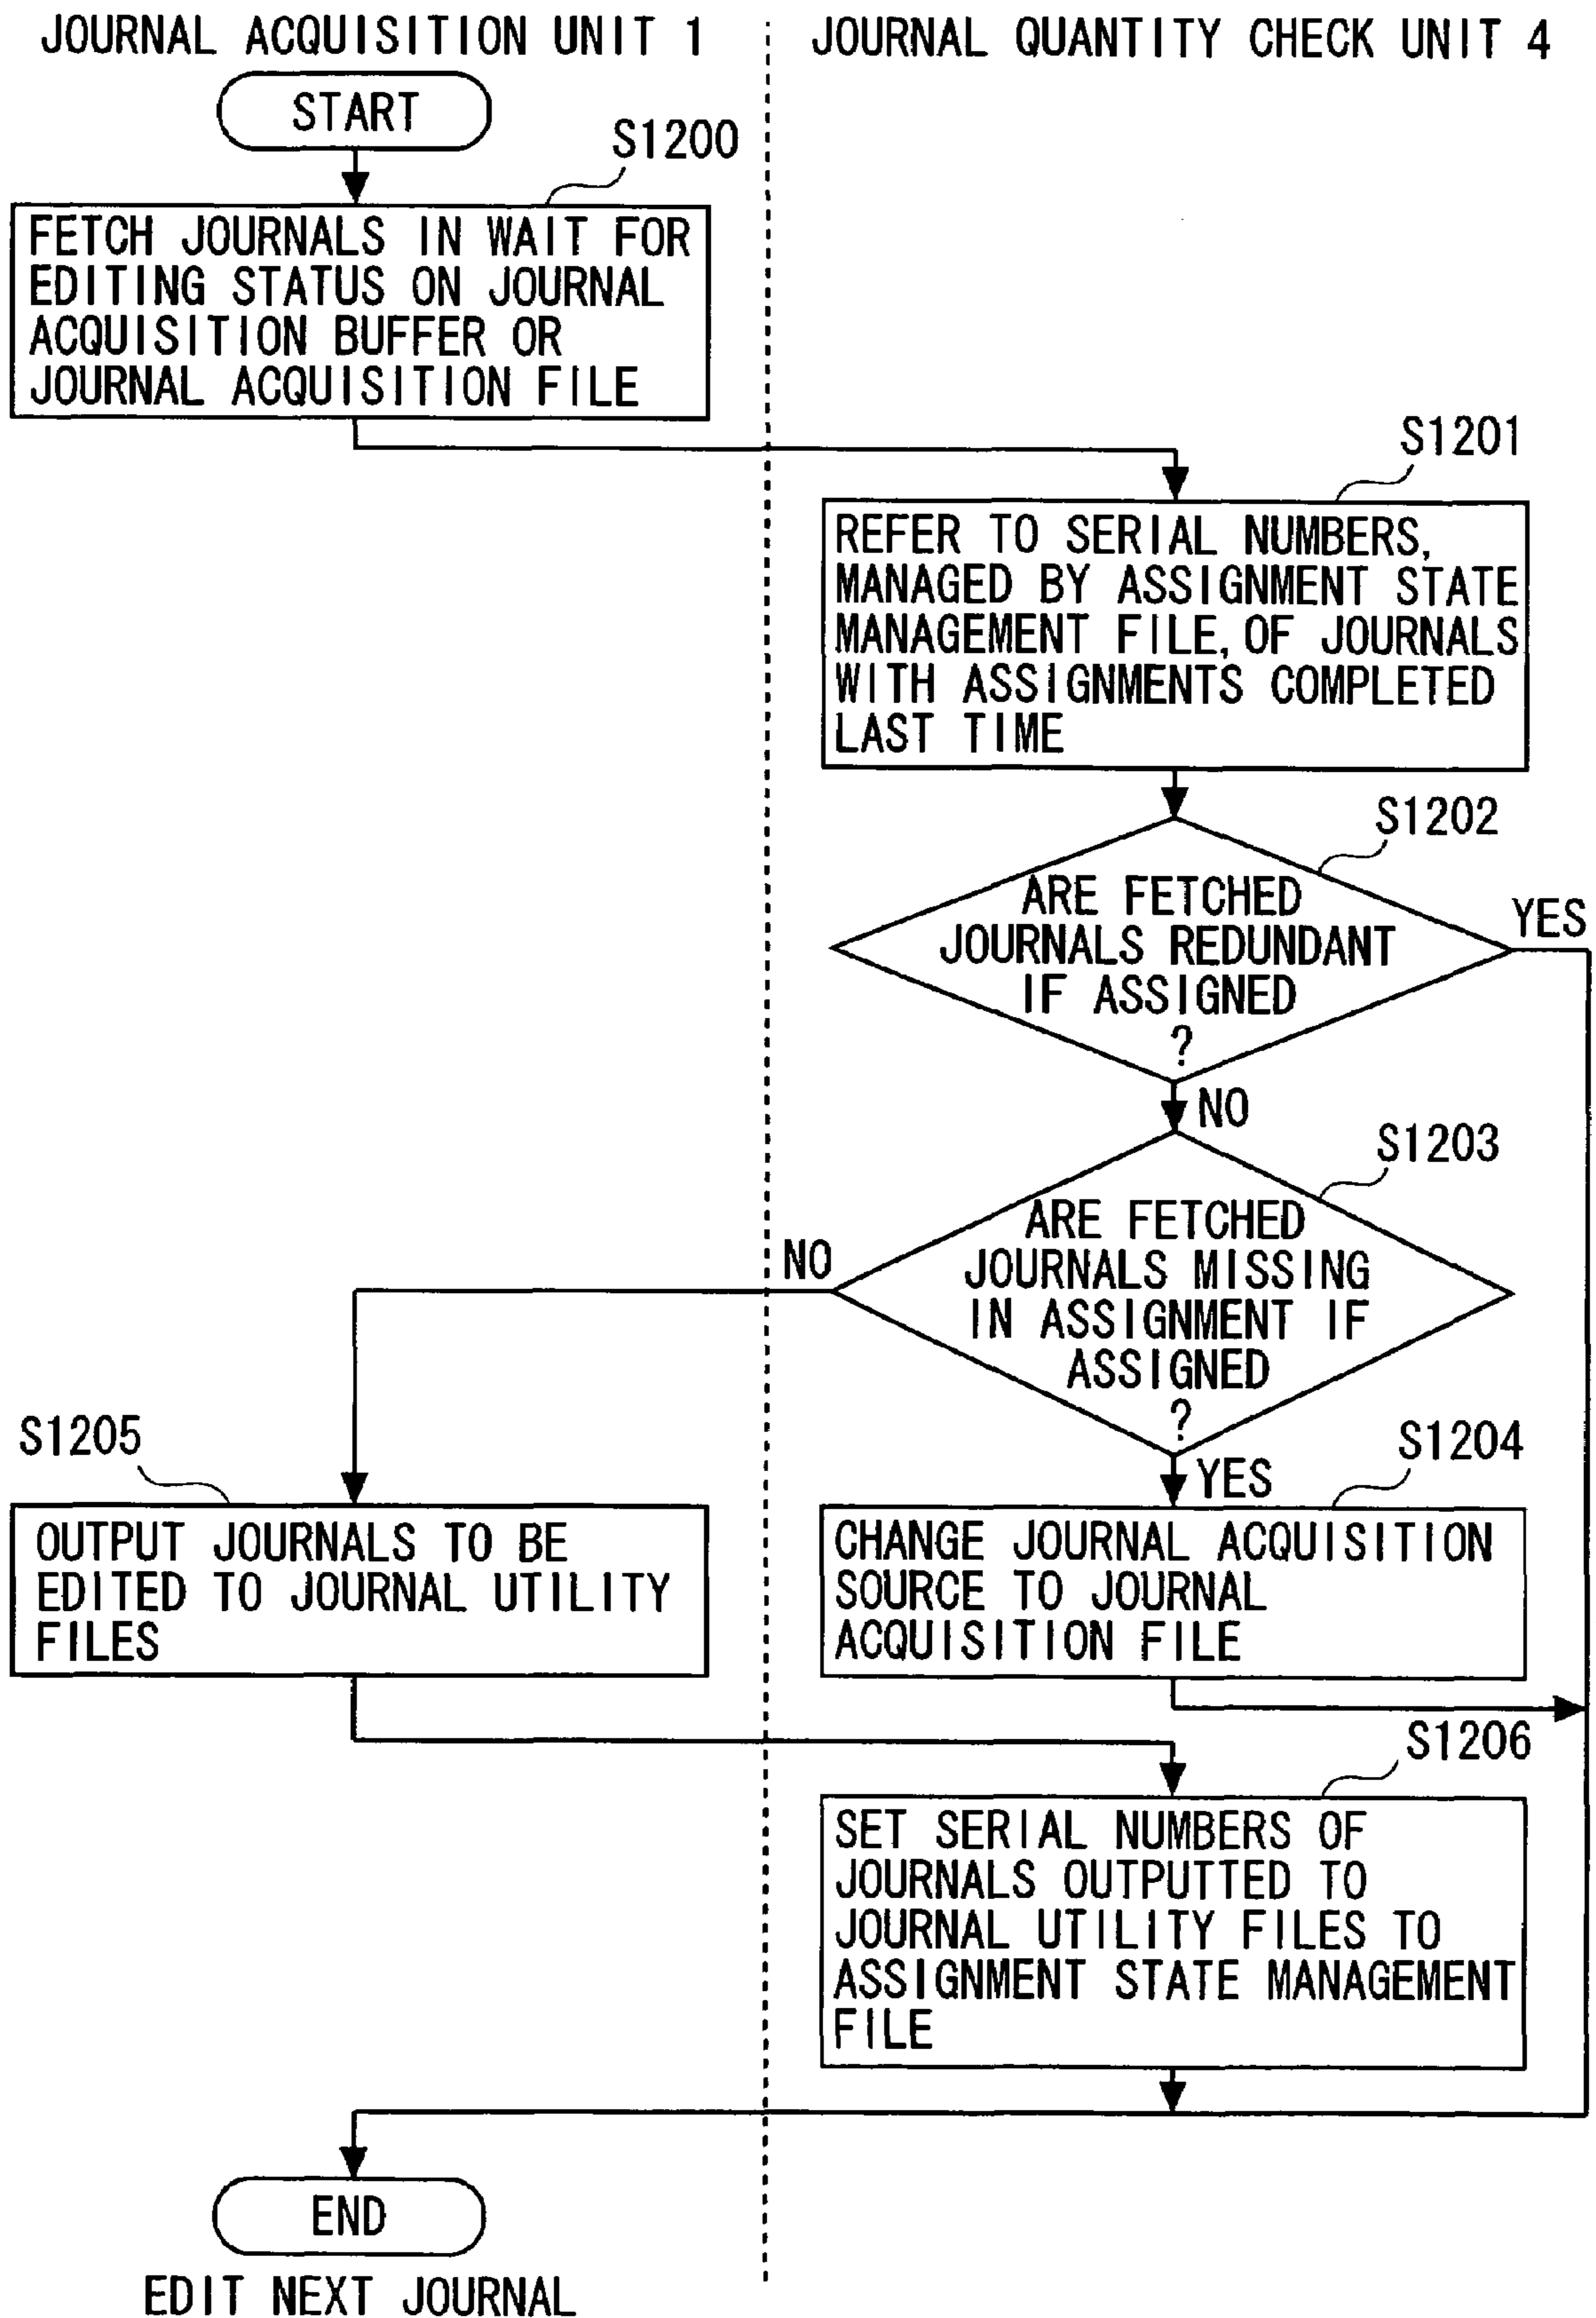 JOURNAL ACQUISITION UNIT 1
JOURNAL QUANTITY CHECK UNIT 4
START
S1200
FETCH JOURNALS IN WAIT FOR
EDITING STATUS ON JOURNAL
ACQUISITION BUFFER OR
JOURNAL ACQUISITION FILE
S1201
REFER TO SERIAL NUMBERS,
MANAGED BY ASSIGNMENT STATE
MANAGEMENT FILE, OF JOURNALS
WITH ASSIGNMENTS COMPLETED
LAST TIME
S1202
ARE FETCHED
JOURNALS REDUNDANT
IF ASSIGNED
?
YES
NO
S1203
ARE FETCHED
JOURNALS MISSING
IN ASSIGNMENT IF
ASSIGNED
?
NO
YES
S1204
CHANGE JOURNAL ACQUISITION
SOURCE TO JOURNAL
ACQUISITION FILE
S1205
OUTPUT JOURNALS TO BE
EDITED TO JOURNAL UTILITY
FILES
S1206
SET SERIAL NUMBERS OF
JOURNALS OUTPUTTED TO
JOURNAL UTILITY FILES TO
ASSIGNMENT STATE MANAGEMENT
FILE
END
EDIT NEXT JOURNAL